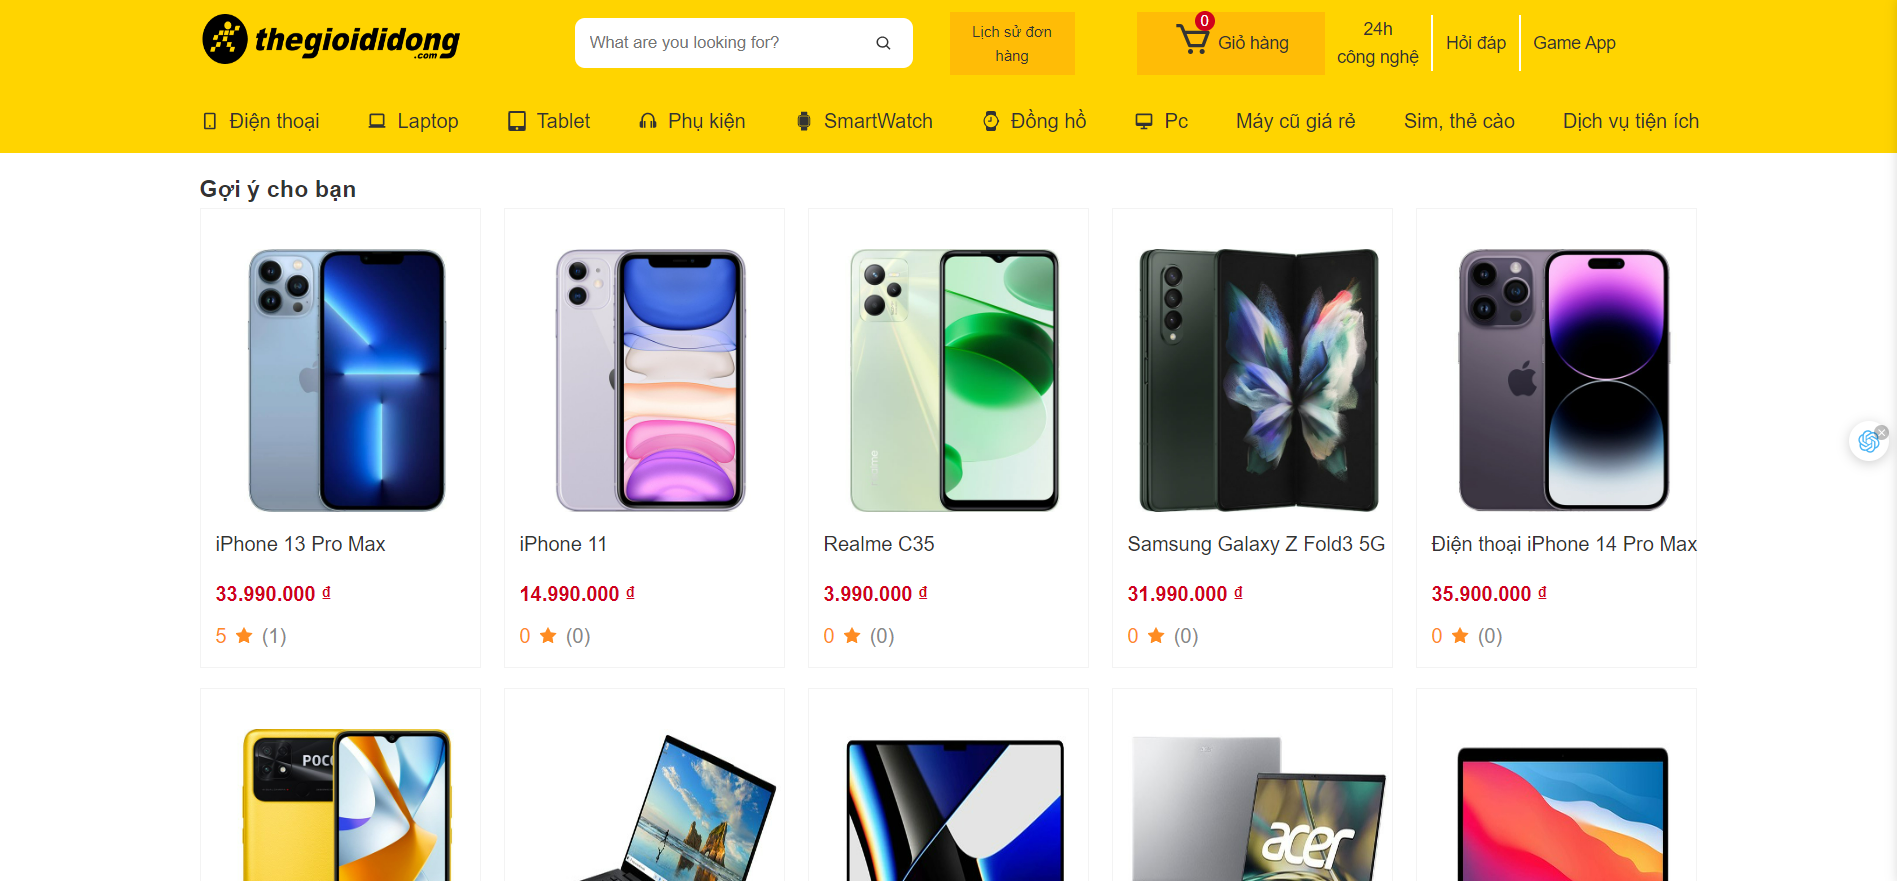 thegioididong
.com
What are you looking for?
Lịch sử đơn
hàng
0
Giỏ hàng
24h
công nghệ
Hỏi đáp
Game App
Điện thoại
Laptop
Tablet
Phụ kiện
SmartWatch
Đồng hồ
Pc
Máy cũ giá rẻ
Sim, thẻ cào
Dịch vụ tiện ích
Gợi ý cho bạn
realme
iPhone 13 Pro Max
33.990.000 ₫
5 ★ (1)
iPhone 11
14.990.000 ₫
0 ★ (0)
Realme C35
3.990.000 ₫
0 ★ (0)
Samsung Galaxy Z Fold3 5G
31.990.000 ₫
0 ★ (0)
Điện thoại iPhone 14 Pro Max
35.900.000 ₫
0 ★ (0)
POC
acer